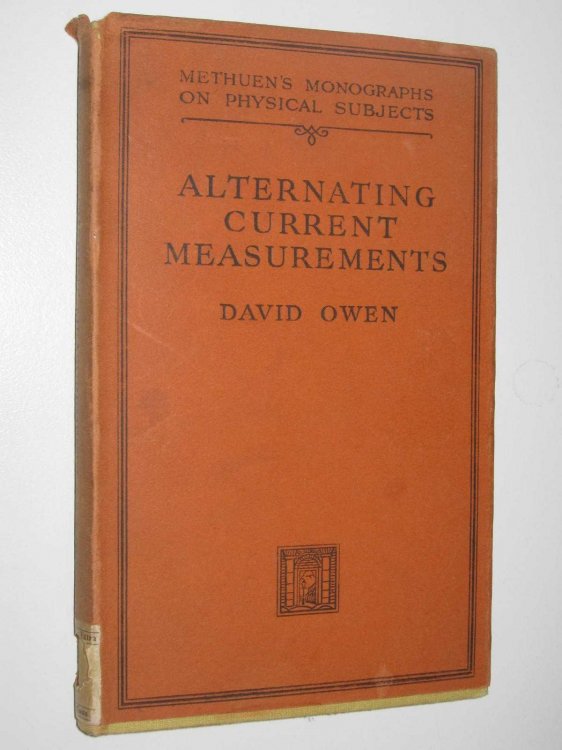 METHUEN'S MONOGRAPHS
ON PHYSICAL SUBJECTS
ALTERNATING
CURRENT
MEASUREMENTS
DAVID OWEN